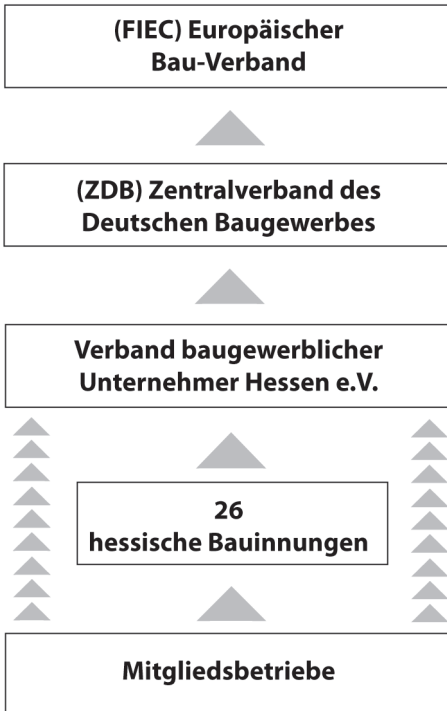 (FIEC) Europäischer
Bau-Verband
(ZDB) Zentralverband des
Deutschen Baugewerbes
Verband baugewerblicher
Unternehmer Hessen e.V.
26
hessische Bauinnungen
Mitgliedsbetriebe